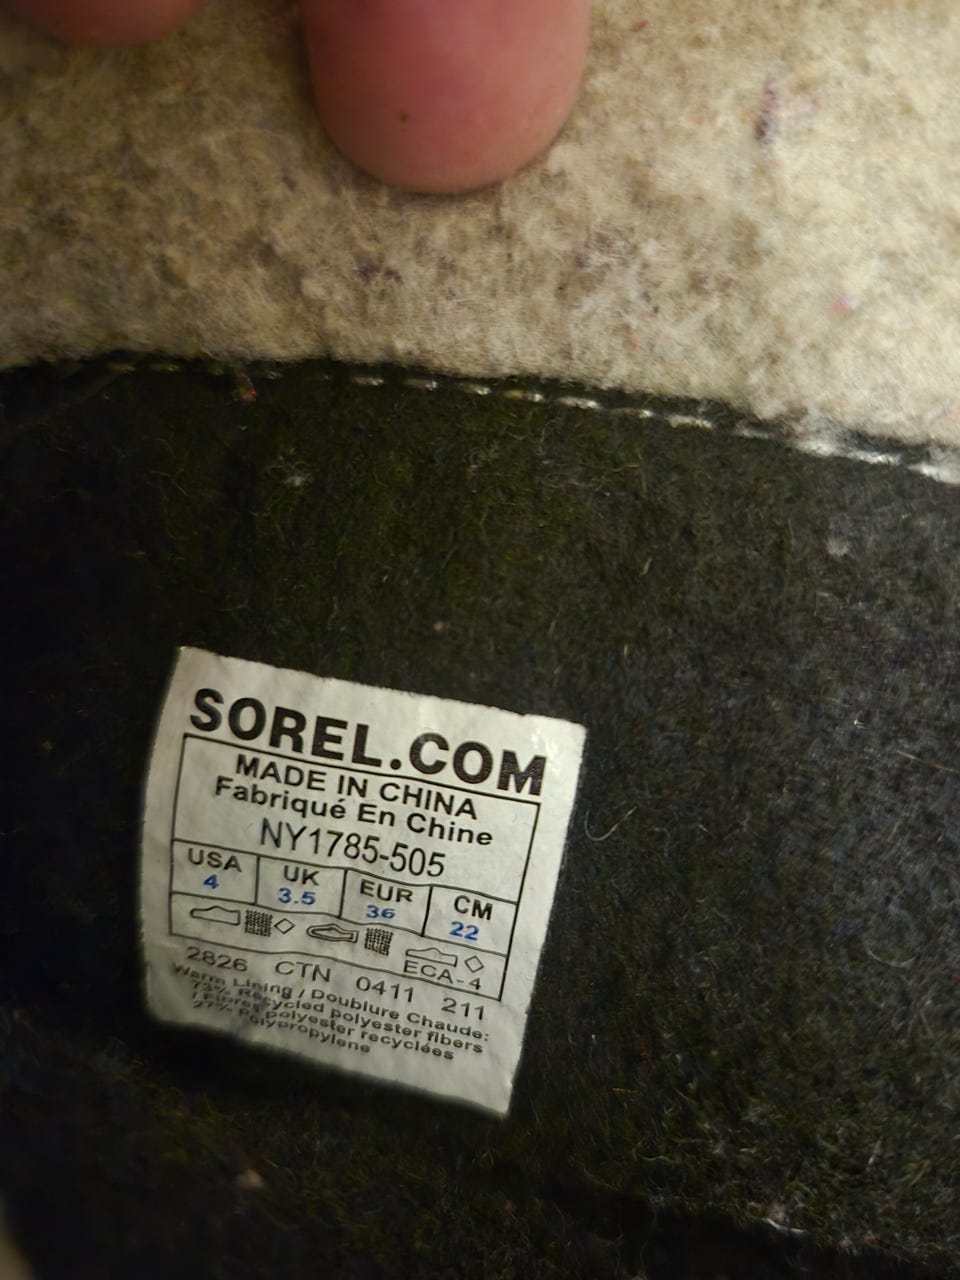 SOREL.COM
MADE IN CHINA
Fabriqué En Chine
NY1785-505
USA UK EUR CM
4 3.5 36 22
ECA-4
2826 CTN 0411 211
Warm Lining / Doublure Chaude:
73% Recycled polyester fibers
/ Fibres polyester recyclées
27% Polypropylene